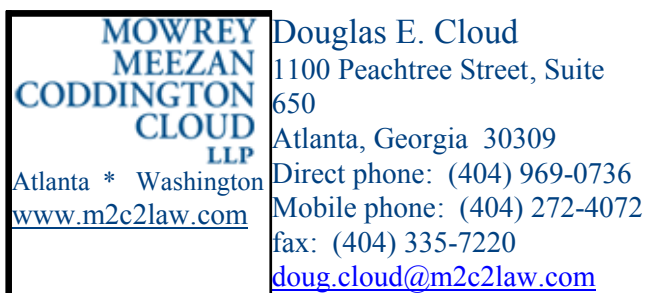 MOWREY
MEEZAN
CODDINGTON
CLOUD
LLP
Atlanta * Washington
www.m2c2law.com
Douglas E. Cloud
1100 Peachtree Street, Suite
650
Atlanta, Georgia 30309
Direct phone: (404) 969-0736
Mobile phone: (404) 272-4072
fax: (404) 335-7220
doug.cloud@m2c2law.com